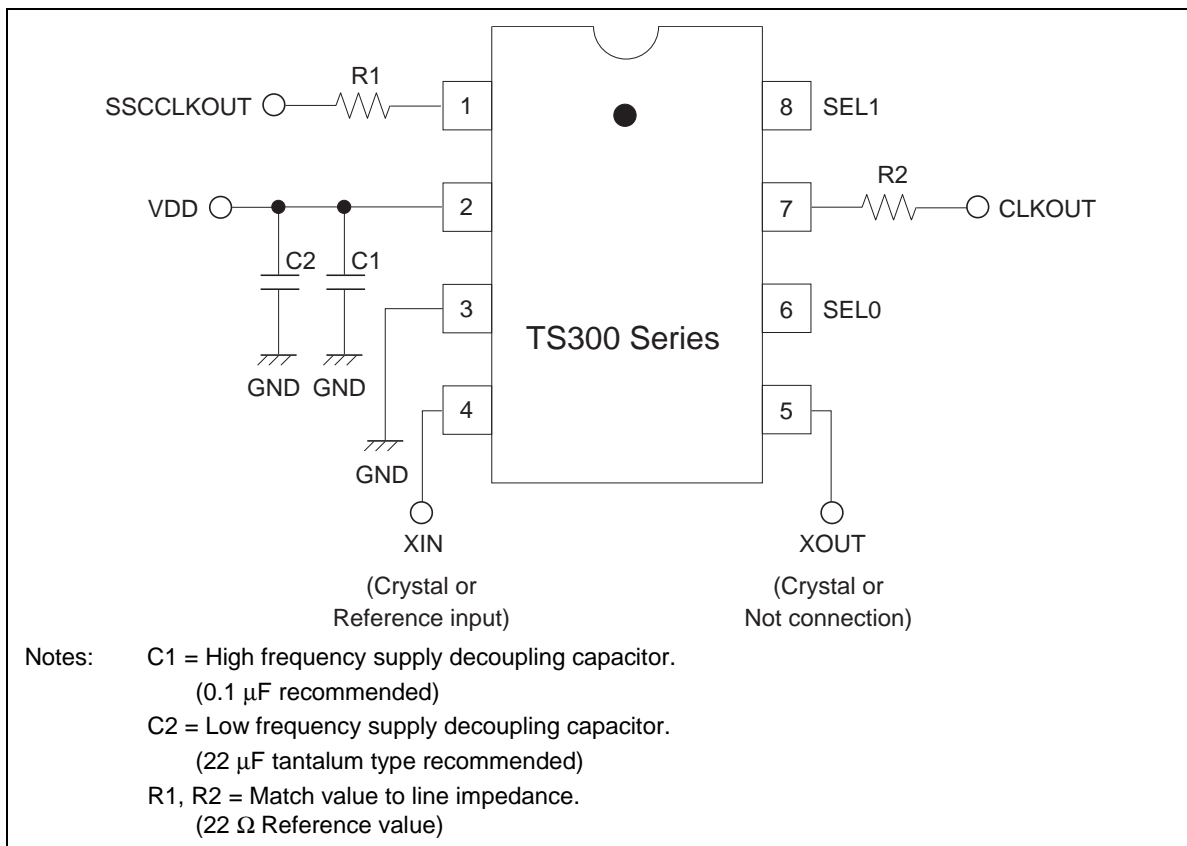 R1
SSCCLKOUT
1
8
SEL1
R2
VDD
2
7
CLKOUT
C2
C1
3
6
SEL0
TS300 Series
GND
GND
4
5
GND
XIN
XOUT
(Crystal or
Reference input)
(Crystal or
Not connection)
Notes: C1 = High frequency supply decoupling capacitor.
(0.1 μF recommended)
C2 = Low frequency supply decoupling capacitor.
(22 μF tantalum type recommended)
R1, R2 = Match value to line impedance.
(22 Ω Reference value)